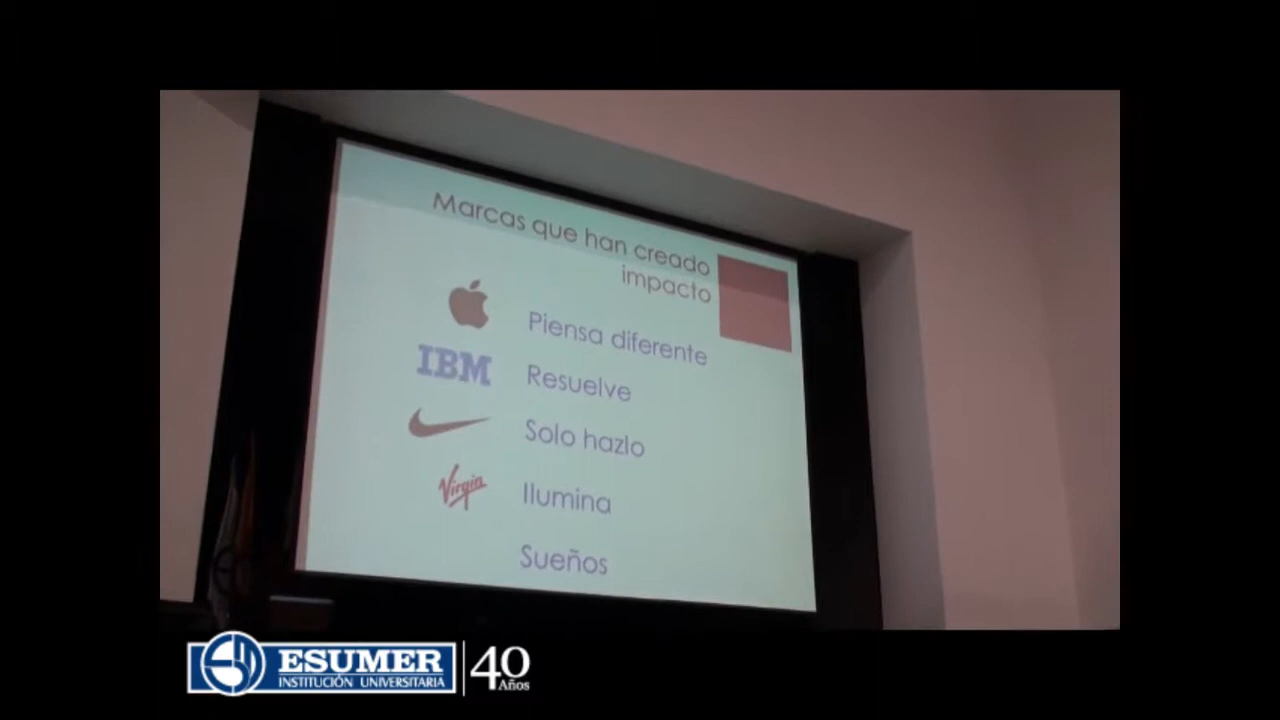 Marcas que han creado
impacto
Piensa diferente
IBM Resuelve
Solo hazlo
Virgin Ilumina
Sueños
ESUMER
INSTITUCIÓN UNIVERSITARIA
40
Años